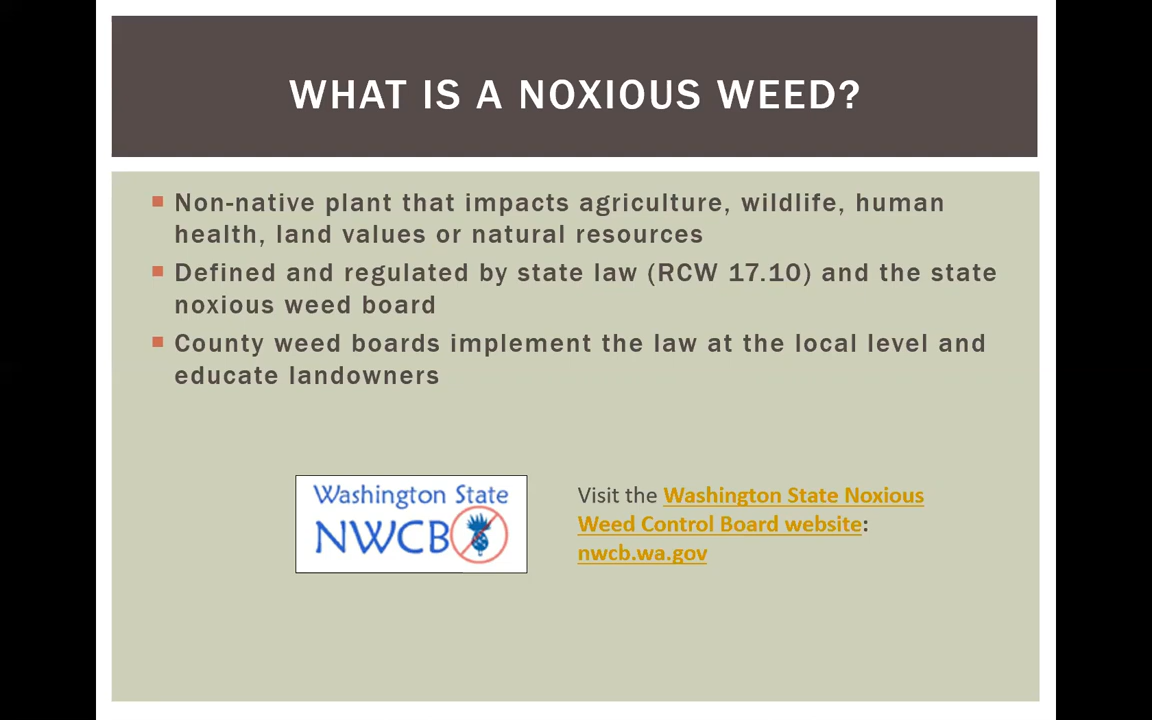 WHAT IS A NOXIOUS WEED?
Non-native plant that impacts agriculture, wildlife, human
health, land values or natural resources
Defined and regulated by state law (RCW 17.10) and the state
noxious weed board
County weed boards implement the law at the local level and
educate landowners
Washington State
NWCB
Visit the Washington State Noxious
Weed Control Board website:
nwcb.wa.gov